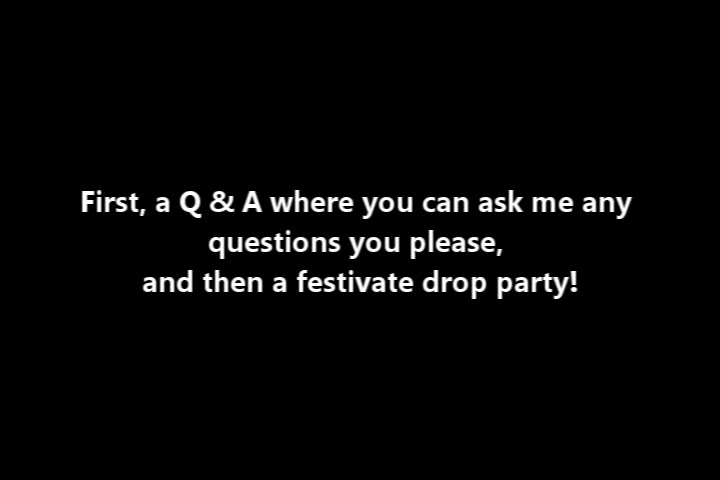 First, a Q & A where you can ask me any
questions you please,
and then a festivate drop party!